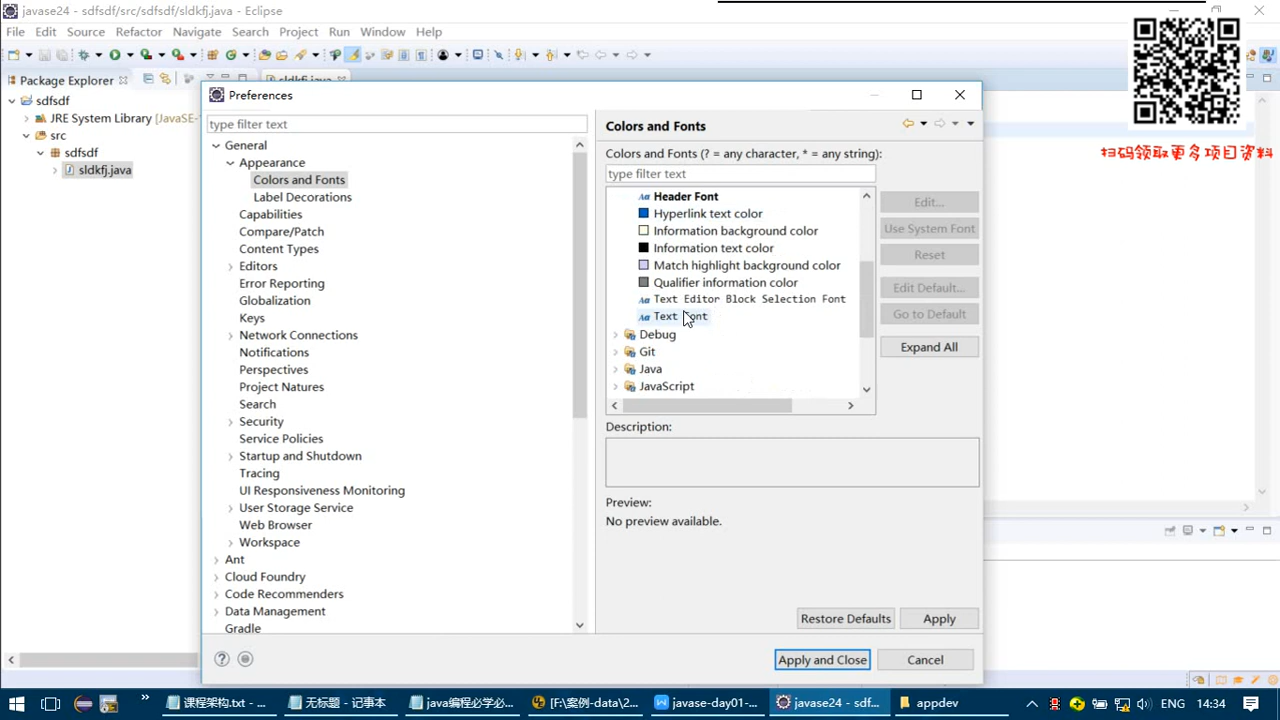 javase24 - sdfsdf/src/sdfsdf/sldkfj.java - Eclipse
File Edit Source Refactor Navigate Search Project Run Window Help
Package Explorer
sldkfj.java
sdfsdf
JRE System Library [JavaSE-
src
sdfsdf
sldkfj.java
扫码领取更多项目资料
Preferences
type filter text
General
Appearance
Colors and Fonts
Label Decorations
Capabilities
Compare/Patch
Content Types
Editors
Error Reporting
Globalization
Keys
Network Connections
Notifications
Perspectives
Project Natures
Search
Security
Service Policies
Startup and Shutdown
Tracing
UI Responsiveness Monitoring
User Storage Service
Web Browser
Workspace
Ant
Cloud Foundry
Code Recommenders
Data Management
Gradle
Colors and Fonts
Colors and Fonts (? = any character, * = any string):
type filter text
Header Font
Hyperlink text color
Information background color
Information text color
Match highlight background color
Qualifier information color
Text Editor Block Selection Font
Text Font
Debug
Git
Java
JavaScript
Edit...
Use System Font
Reset
Edit Default...
Go to Default
Expand All
Description:
Preview:
No preview available.
Restore Defaults Apply
Apply and Close Cancel
课程架构.txt - ... 无标题 - 记事本 java编程必学必... F:\案例-data\2... javase-day01-... javase24 - sdf... appdev ENG 14:34